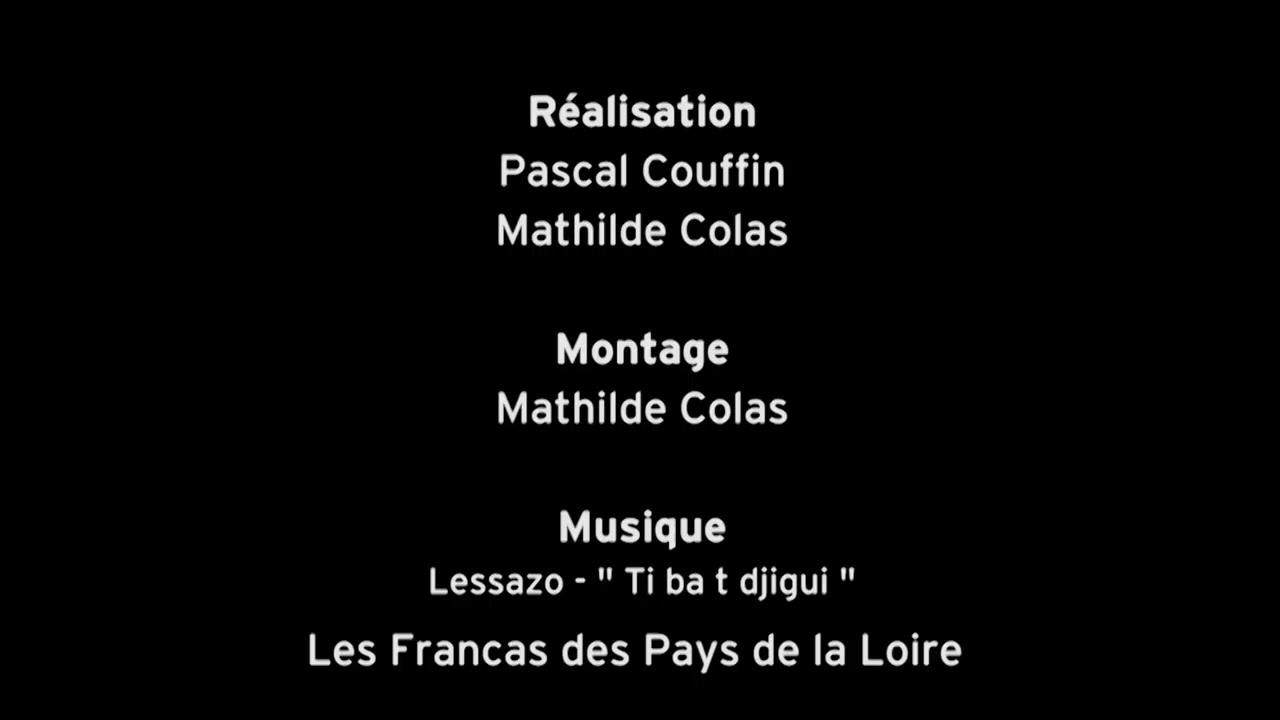 Réalisation
Pascal Couffin
Mathilde Colas
Montage
Mathilde Colas
Musique
Lessazo - " Ti ba t djigui "
Les Francas des Pays de la Loire